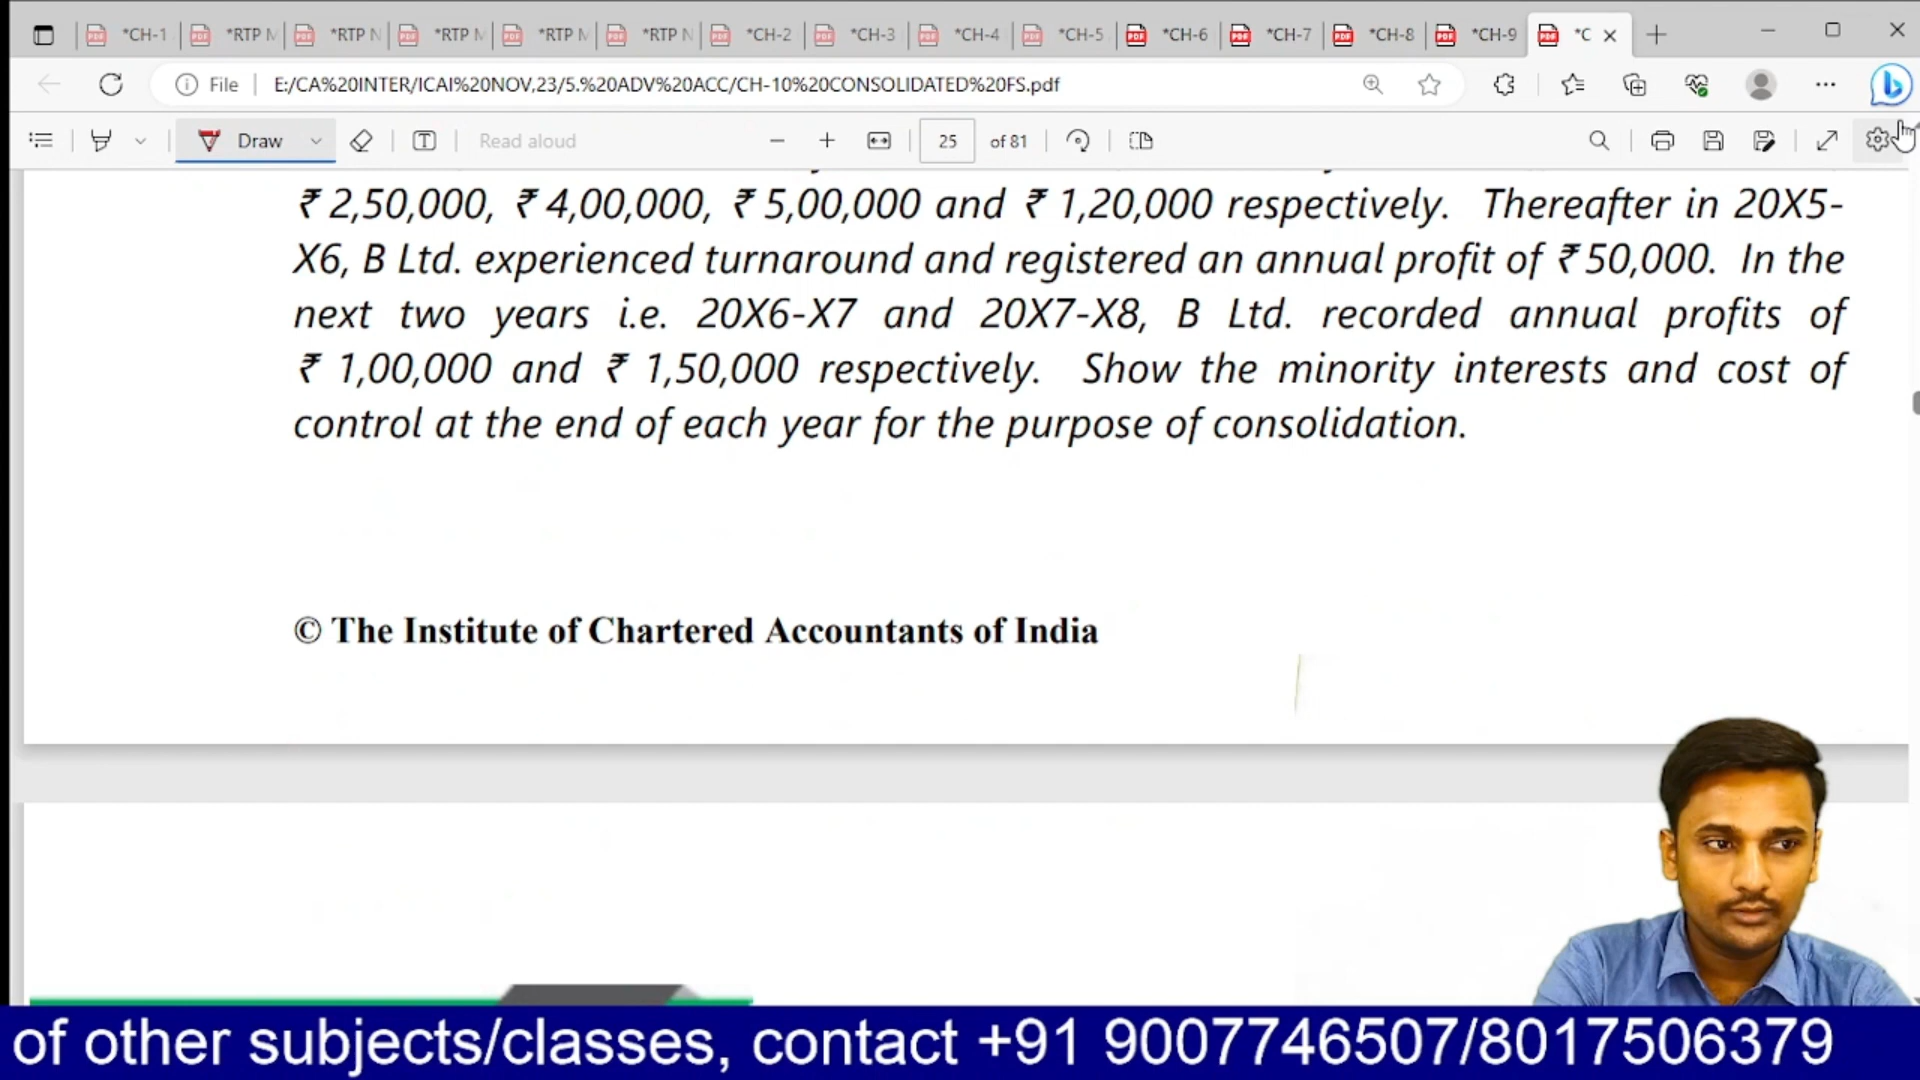 *CH-1 *RTP M *RTP N *RTP M *RTP M *RTP N *CH-2 *CH-3 *CH-4 *CH-5 *CH-6 *CH-7 *CH-8 *CH-9 *C
File E:/CA%20INTER/ICAI%20NOV,23/5.%20ADV%20ACC/CH-10%20CONSOLIDATED%20FS.pdf
Draw Read aloud 25 of 81
₹ 2,50,000, ₹ 4,00,000, ₹ 5,00,000 and ₹ 1,20,000 respectively. Thereafter in 20X5-
X6, B Ltd. experienced turnaround and registered an annual profit of ₹ 50,000. In the
next two years i.e. 20X6-X7 and 20X7-X8, B Ltd. recorded annual profits of
₹ 1,00,000 and ₹ 1,50,000 respectively. Show the minority interests and cost of
control at the end of each year for the purpose of consolidation.
© The Institute of Chartered Accountants of India
of other subjects/classes, contact +91 9007746507/8017506379